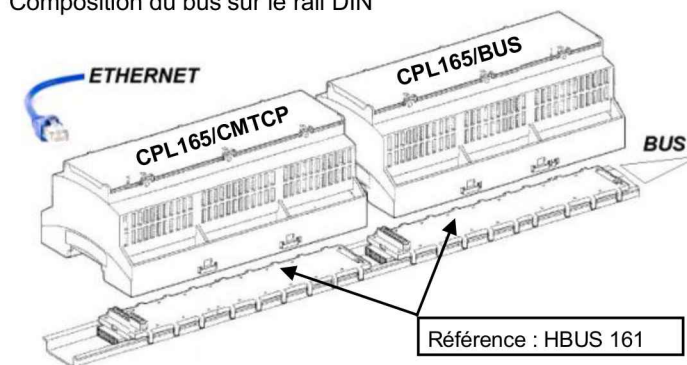 Composition du bus sur le rail DIN
ETHERNET
CPL165/BUS
CPL165/CMTCP
BUS
Référence : HBUS 161